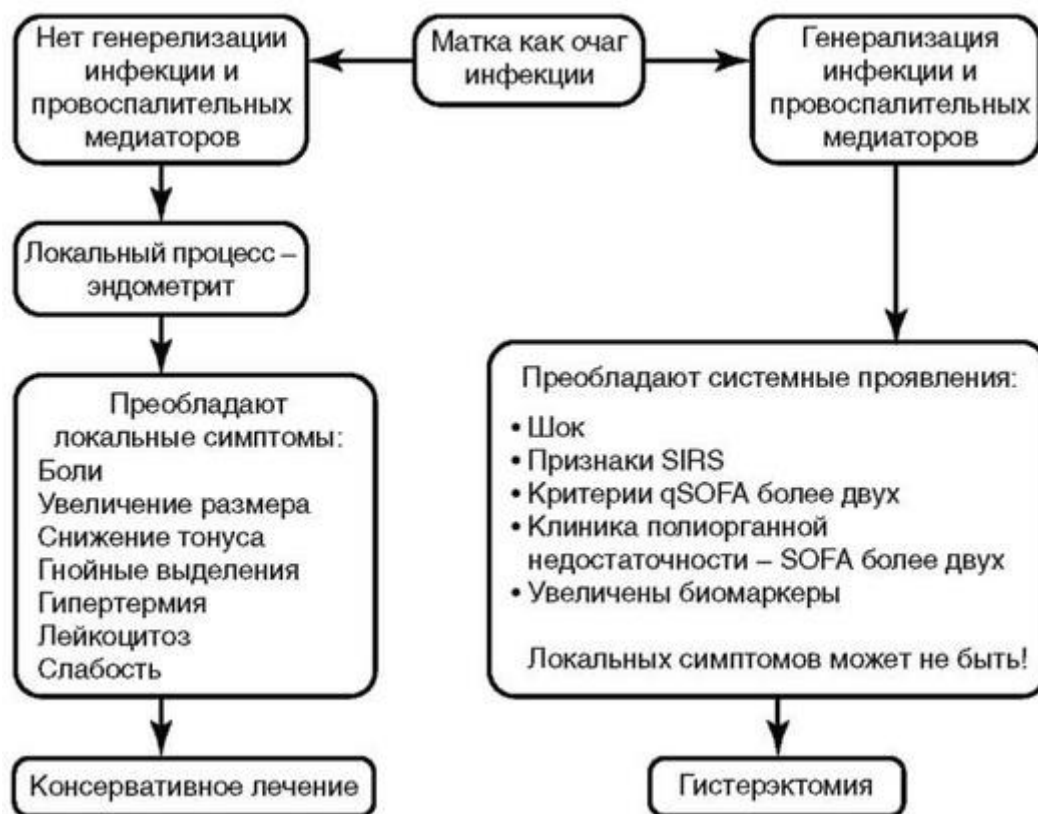 Нет генерелизации
инфекции и
провоспалительных
медиаторов
Матка как очаг
инфекции
Генерализация
инфекции и
провоспалительных
медиаторов
Локальный процесс –
эндометрит
Преобладают
локальные симптомы:
Боли
Увеличение размера
Снижение тонуса
Гнойные выделения
Гипертермия
Лейкоцитоз
Слабость
Преобладают системные проявления:
• Шок
• Признаки SIRS
• Критерии qSOFA более двух
• Клиника полиорганной
недостаточности – SOFA более двух
• Увеличены биомаркеры
Локальных симптомов может не быть!
Консервативное лечение
Гистерэктомия